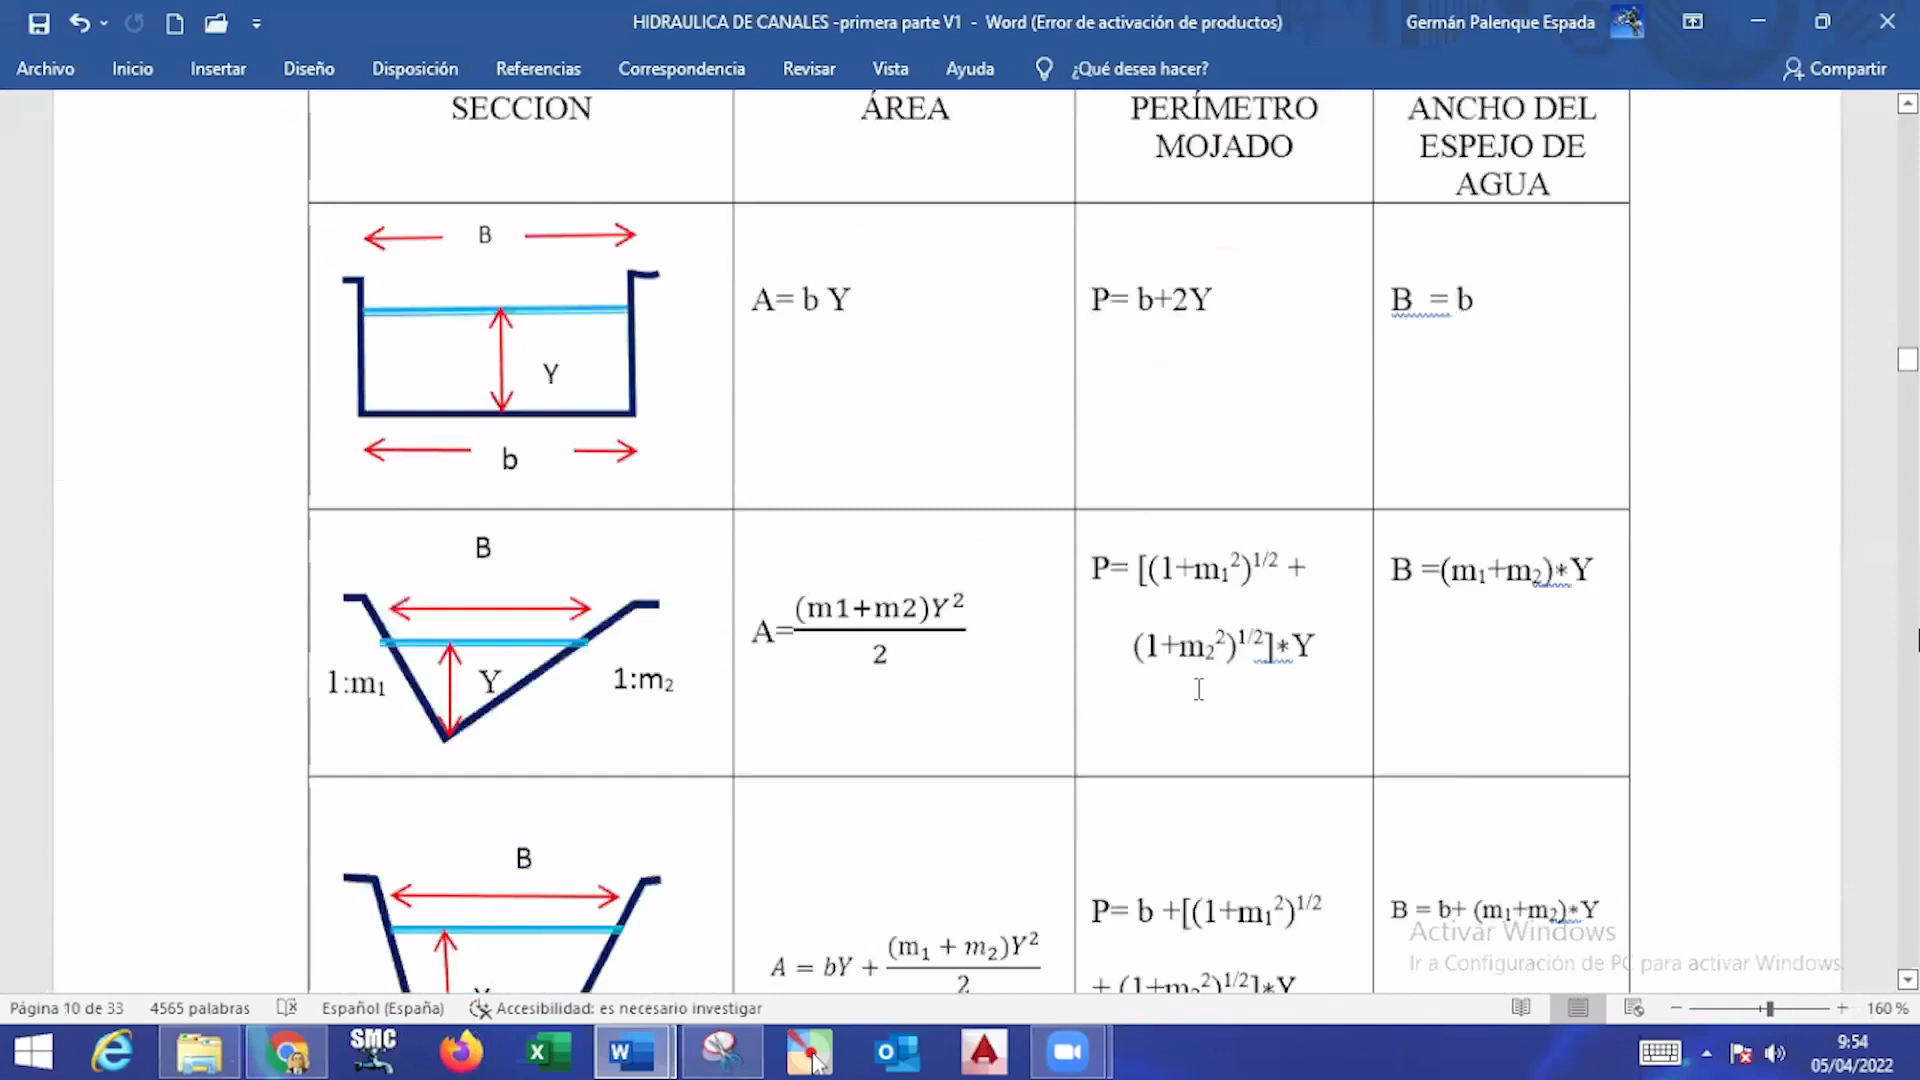 HIDRAULICA DE CANALES -primera parte V1 - Word (Error de activación de productos)
Germán Palenque Espada
Archivo Inicio Insertar Diseño Disposición Referencias Correspondencia Revisar Vista Ayuda ¿Qué desea hacer? Compartir
SECCION
ÁREA
PERÍMETRO
MOJADO
ANCHO DEL
ESPEJO DE
AGUA
B
Y
b
A= b Y
P= b+2Y
B = b
B
1:m₁
Y
1:m₂
A=(m1+m2)Y²
2
P= [(1+m₁²)^1/2 +
(1+m₂²)^1/2]*Y
B =(m₁+m₂)*Y
B
A = bY + (m₁ + m₂)Y²
2
P= b +[(1+m₁²)^1/2
+ (1+m₂²)^1/2]*Y
B = b+ (m₁+m₂)*Y
Activar Windows
Ir a Configuración de PC para activar Windows.
Página 10 de 33 4565 palabras Español (España) Accesibilidad: es necesario investigar 160 %
SMC
9:54
05/04/2022